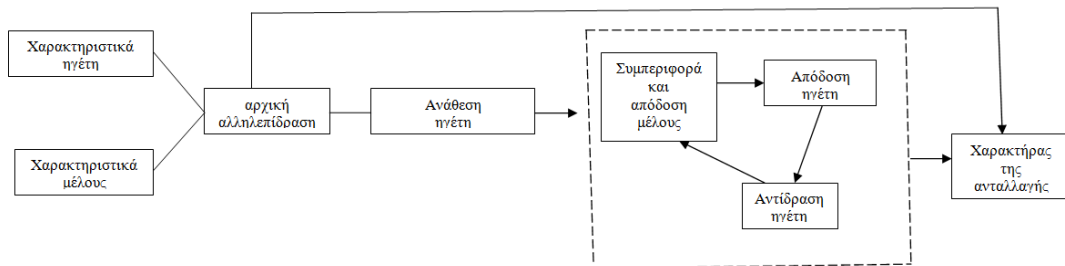 Χαρακτηριστικά
ηγέτη
Χαρακτηριστικά
μέλους
αρχική
αλληλεπίδραση
Ανάθεση
ηγέτη
Συμπεριφορά
και
απόδοση
μέλους
Απόδοση
ηγέτη
Αντίδραση
ηγέτη
Χαρακτήρας
της
ανταλλαγής